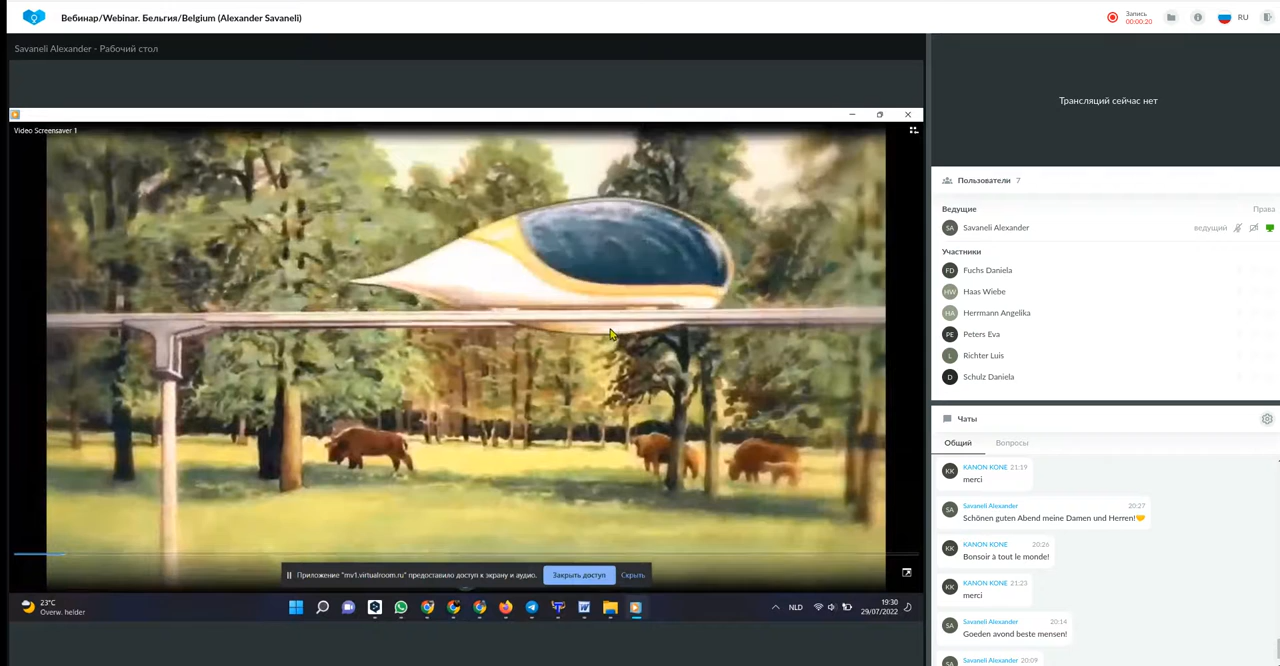 Вебинар/Webinar. Бельгия/Belgium (Alexander Savaneli)
Запись
00:00:20
RU
Savaneli Alexander - Рабочий стол
Трансляций сейчас нет
Video Screensaver 1
Пользователи 7
Ведущие Права
SA Savaneli Alexander ведущий
Участники
FD Fuchs Daniela
HW Haas Wiebe
HA Herrmann Angelika
PE Peters Eva
L Richter Luis
D Schulz Daniela
Чаты
Общий Вопросы
KK KANON KONE 21:19
merci
SA Savaneli Alexander 20:27
Schönen guten Abend meine Damen und Herren!🤝
KK KANON KONE 20:26
Bonsoir à tout le monde!
KK KANON KONE 21:23
merci
SA Savaneli Alexander 20:14
Goeden avond beste mensen!
SA Savaneli Alexander 20:09
Приложение "mv1.virtualroom.ru" предоставило доступ к экрану и аудио. Закрыть доступ Скрыть
23°C
Overw. helder
NLD
19:30
29/07/2022